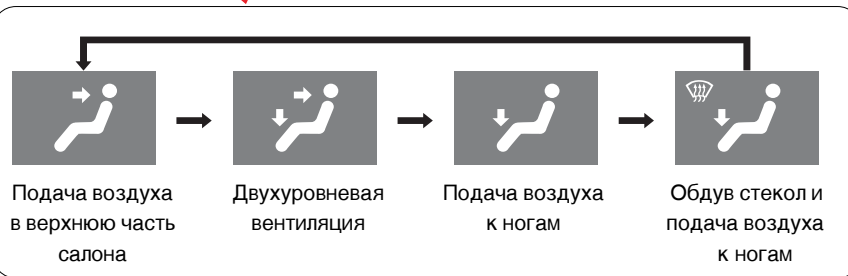 Подача воздуха
в верхнюю часть
салона
Двухуровневая
вентиляция
Подача воздуха
к ногам
Обдув стекол и
подача воздуха
к ногам